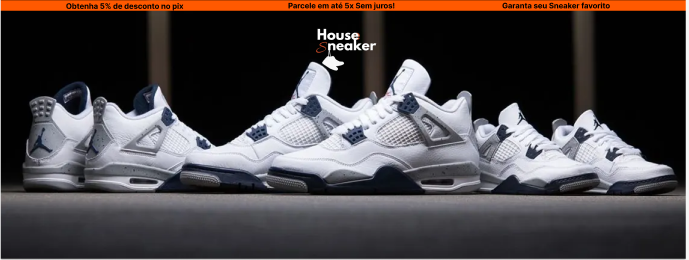 Obtenha 5% de desconto no pix
Parcele em até 5x Sem juros!
Garanta seu Sneaker favorito
House
Sneaker